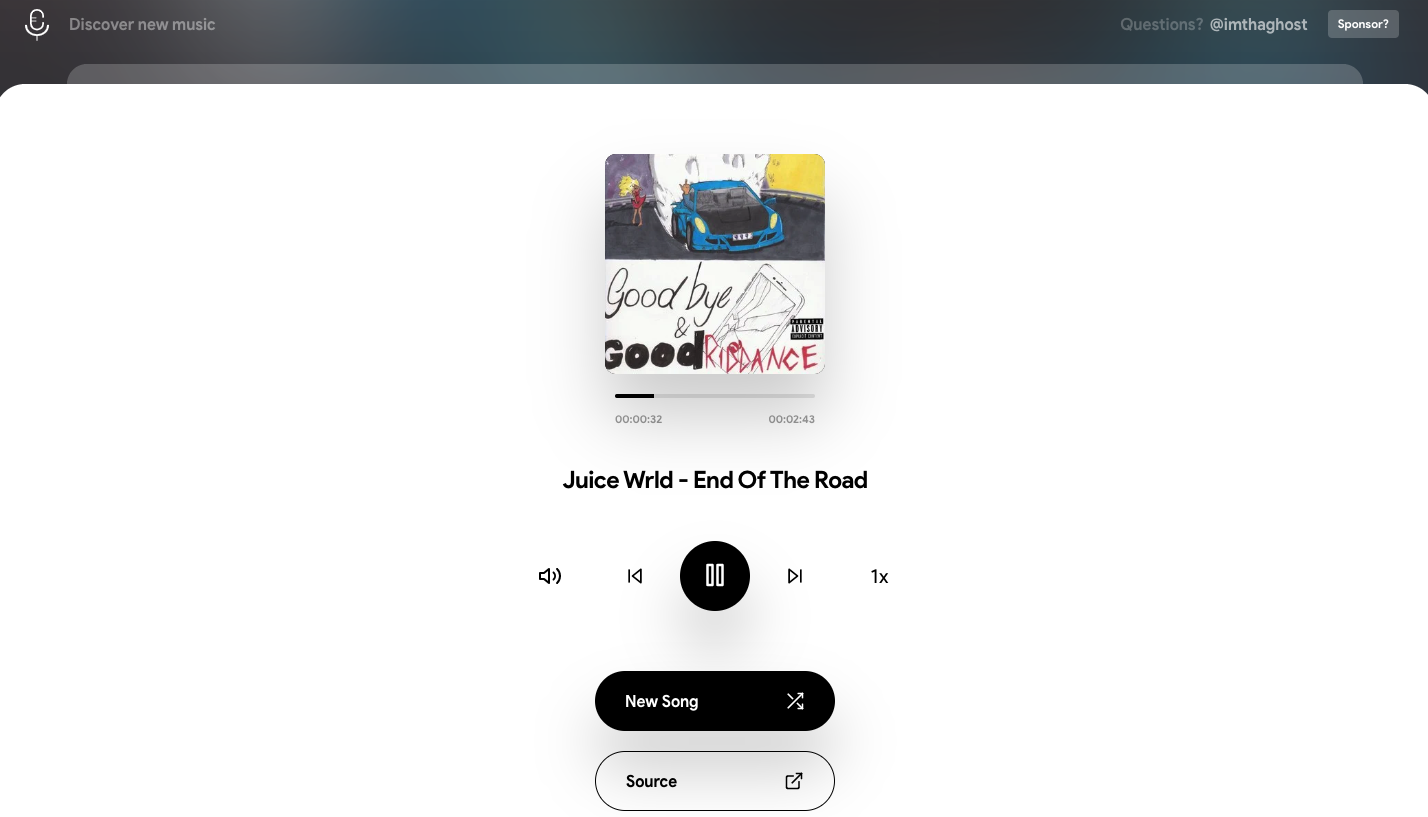 Discover new music
Questions? @imthaghost
Sponsor?
Goodbye
&
Good RIDDANCE
PARENTAL
ADVISORY
EXPLICIT CONTENT
00:00:32
00:02:43
Juice Wrld - End Of The Road
1x
New Song
Source